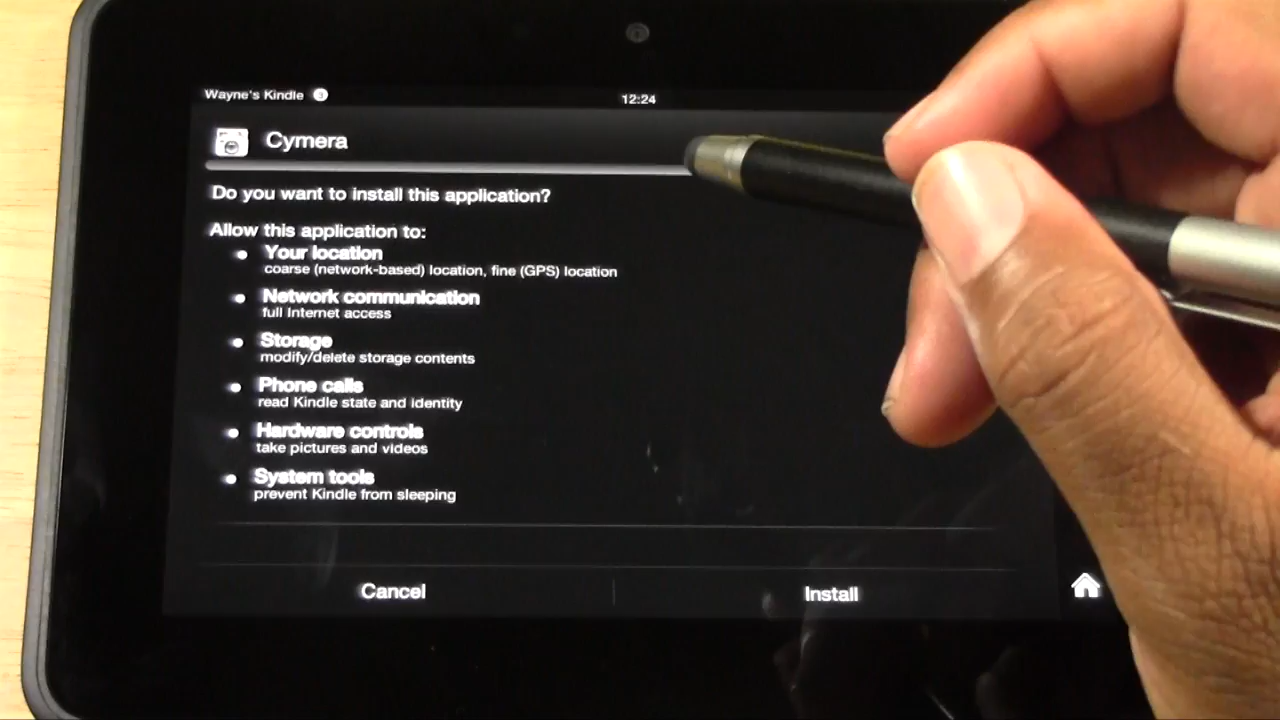 Wayne's Kindle 3 12:24
Cymera
Do you want to install this application?
Allow this application to:
Your location
coarse (network-based) location, fine (GPS) location
Network communication
full Internet access
Storage
modify/delete storage contents
Phone calls
read Kindle state and identity
Hardware controls
take pictures and videos
System tools
prevent Kindle from sleeping
Cancel Install